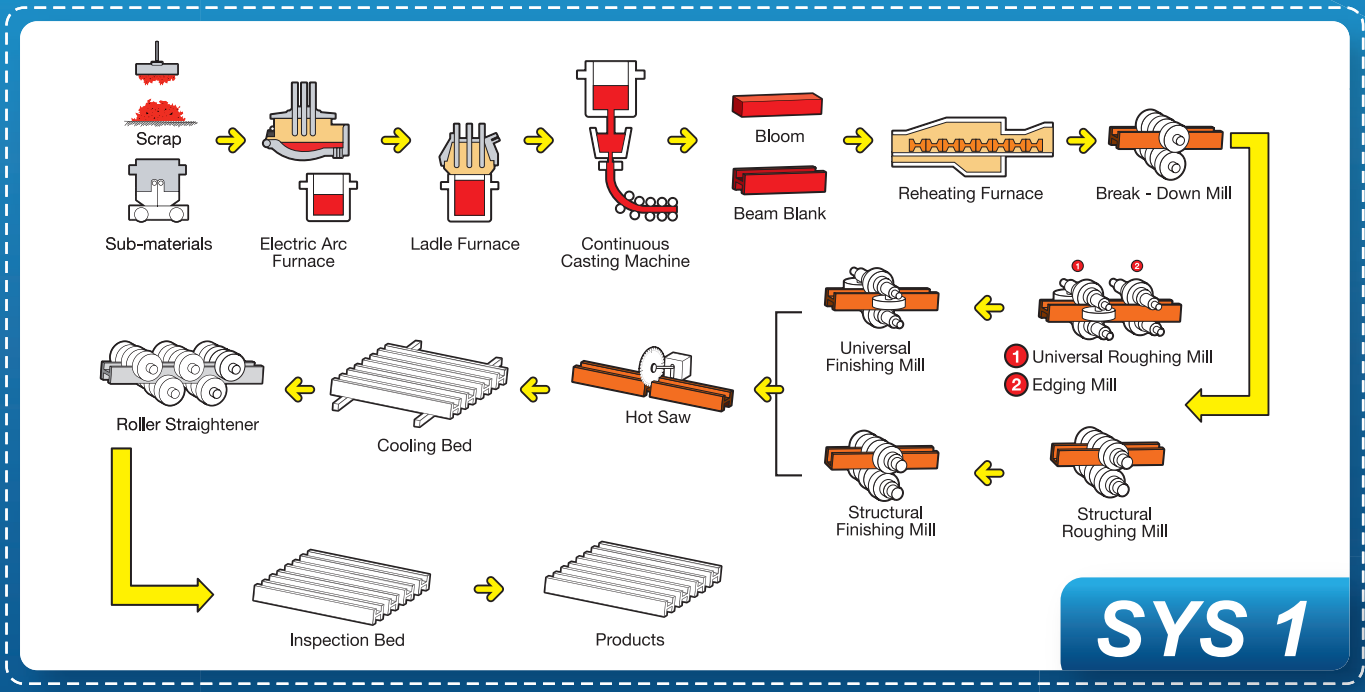 Scrap
Sub-materials
Electric Arc
Furnace
Ladle Furnace
Continuous
Casting Machine
Bloom
Beam Blank
Reheating Furnace
Break - Down Mill
1
2
1 Universal Roughing Mill
2 Edging Mill
Universal
Finishing Mill
Structural
Roughing Mill
Structural
Finishing Mill
Hot Saw
Cooling Bed
Roller Straightener
Inspection Bed
Products
SYS 1